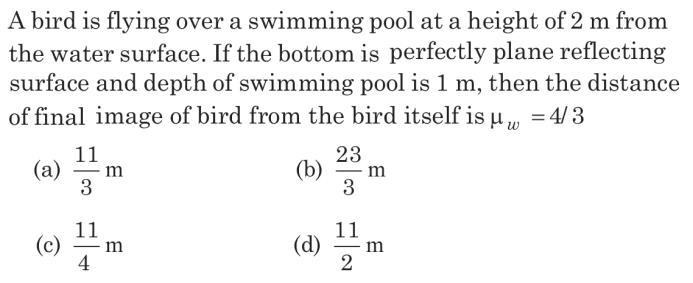 A bird is flying over a swimming pool at a height of 2 m from
the water surface. If the bottom is perfectly plane reflecting
surface and depth of swimming pool is 1 m, then the distance
of final image of bird from the bird itself is μ_w = 4/3
(a) 11/3 m (b) 23/3 m
(c) 11/4 m (d) 11/2 m